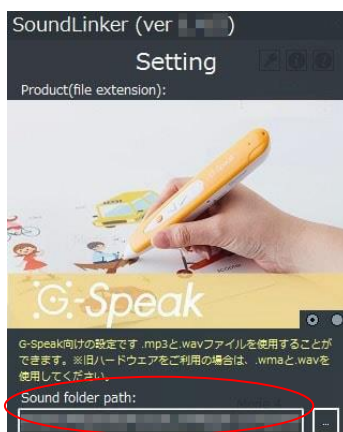 SoundLinker (ver )
Setting
Product(file extension):
G-Speak
G-Speak向けの設定です .mp3と.wavファイルを使用することが
できます。※旧ハードウェアをご利用の場合は、.wmaと.wavを
使用してください。
Sound folder path:
...